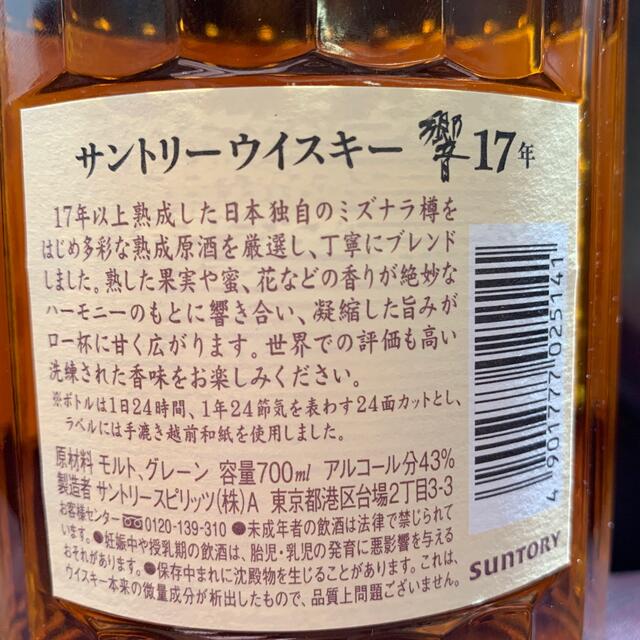 サントリーウイスキー 響 17年
17年以上熟成した日本独自のミズナラ樽を
はじめ多彩な熟成原酒を厳選し、丁寧にブレンド
しました。熟した果実や蜜、花などの香りが絶妙な
ハーモニーのもとに響き合い、凝縮した旨みが
口一杯に甘く広がります。世界での評価も高い
洗練された香味をお楽しみください。
※ボトルは1日24時間、1年24節気を表わす24面カットとし、
ラベルには手漉き越前和紙を使用しました。
原材料 モルト、グレーン 容量700ml アルコール分43%
製造者 サントリースピリッツ(株)A 東京都港区台場2丁目3-3
お客様センター 0120-139-310 ●未成年者の飲酒は法律で禁じられて
います。●妊娠中や授乳期の飲酒は、胎児・乳児の発育に悪影響を与える
おそれがあります。●保存中まれに沈殿物を生じることがあります。これは、
ウイスキー本来の微量成分が析出したもので、品質上問題ございません。
4 901777 025141
SUNTORY